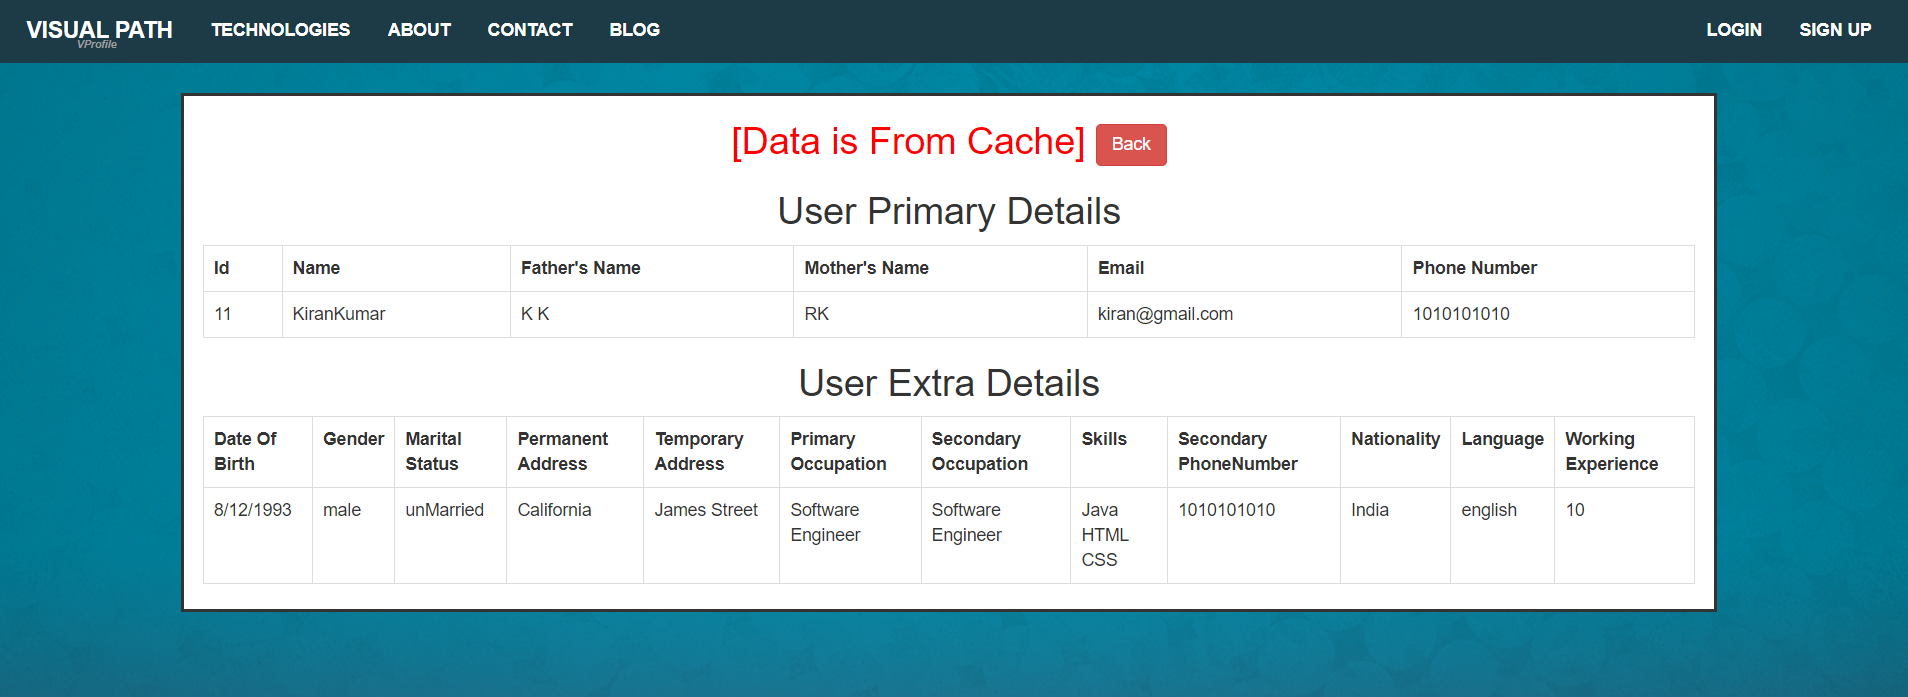 VISUAL PATH TECHNOLOGIES ABOUT CONTACT BLOG LOGIN SIGN UP
VProfile
[Data is From Cache] Back
User Primary Details
Id Name Father's Name Mother's Name Email Phone Number
11 KiranKumar K K RK kiran@gmail.com 1010101010
User Extra Details
Date Of Birth Gender Marital Status Permanent Address Temporary Address Primary Occupation Secondary Occupation Skills Secondary PhoneNumber Nationality Language Working Experience
8/12/1993 male unMarried California James Street Software Engineer Software Engineer Java HTML CSS 1010101010 India english 10